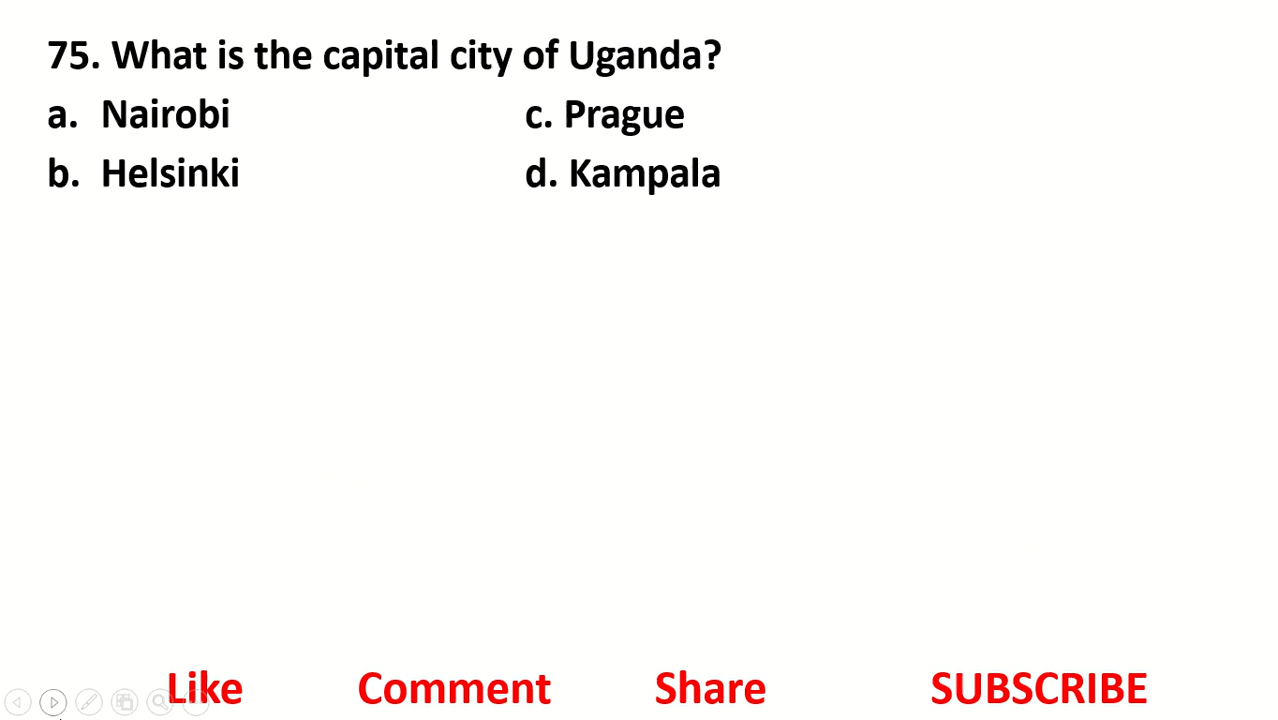 75. What is the capital city of Uganda?
a. Nairobi
b. Helsinki
c. Prague
d. Kampala
Like Comment Share SUBSCRIBE